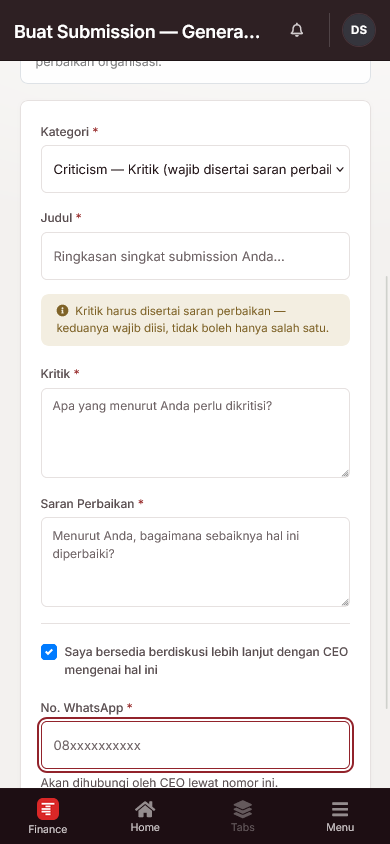 Buat Submission — Genera...
DS
perbaikan organisasi.
Kategori *
Criticism — Kritik (wajib disertai saran perbail
Judul *
Ringkasan singkat submission Anda...
Kritik harus disertai saran perbaikan —
keduanya wajib diisi, tidak boleh hanya salah satu.
Kritik *
Apa yang menurut Anda perlu dikritisi?
Saran Perbaikan *
Menurut Anda, bagaimana sebaiknya hal ini
diperbaiki?
Saya bersedia berdiskusi lebih lanjut dengan CEO
mengenai hal ini
No. WhatsApp *
08xxxxxxxxxx
Akan dihubungi oleh CEO lewat nomor ini.
Finance
Home
Tabs
Menu